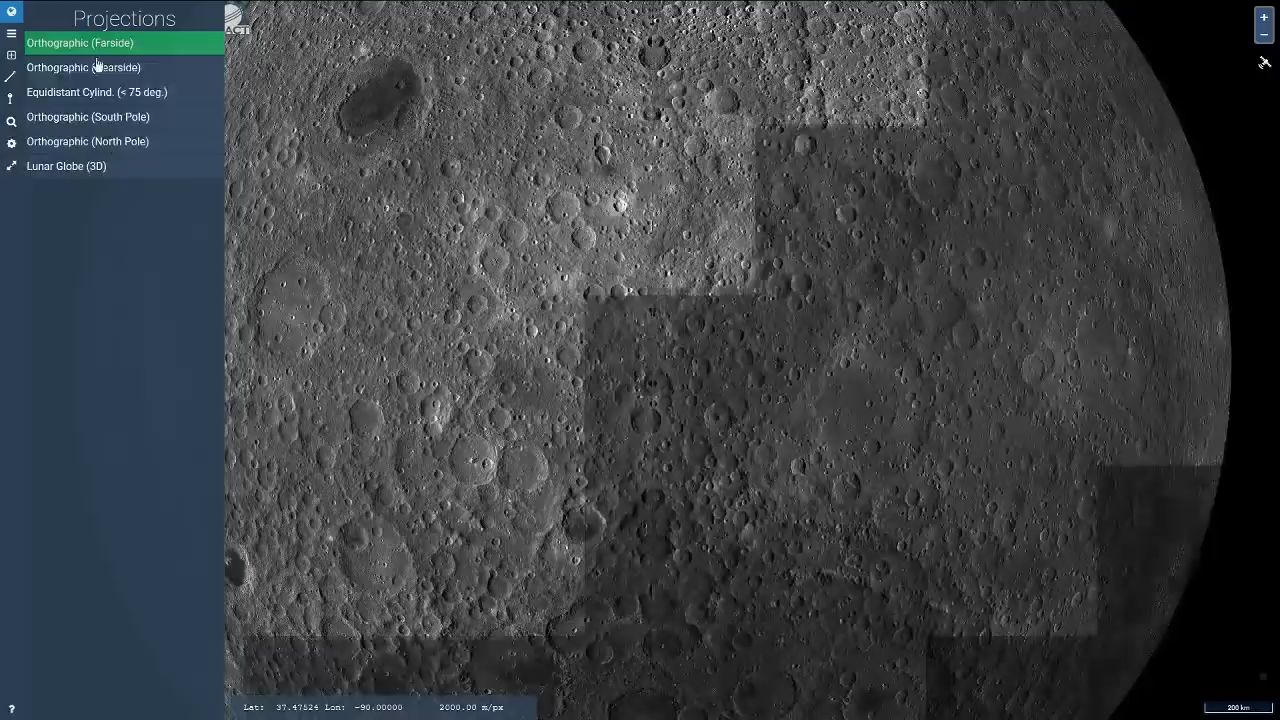 Projections
ACT
Orthographic (Farside)
Orthographic (Nearside)
Equidistant Cylind. (< 75 deg.)
Orthographic (South Pole)
Orthographic (North Pole)
Lunar Globe (3D)
+
−
?
Lat: 37.47524 Lon: -90.00000 2000.00 m/px
200 km